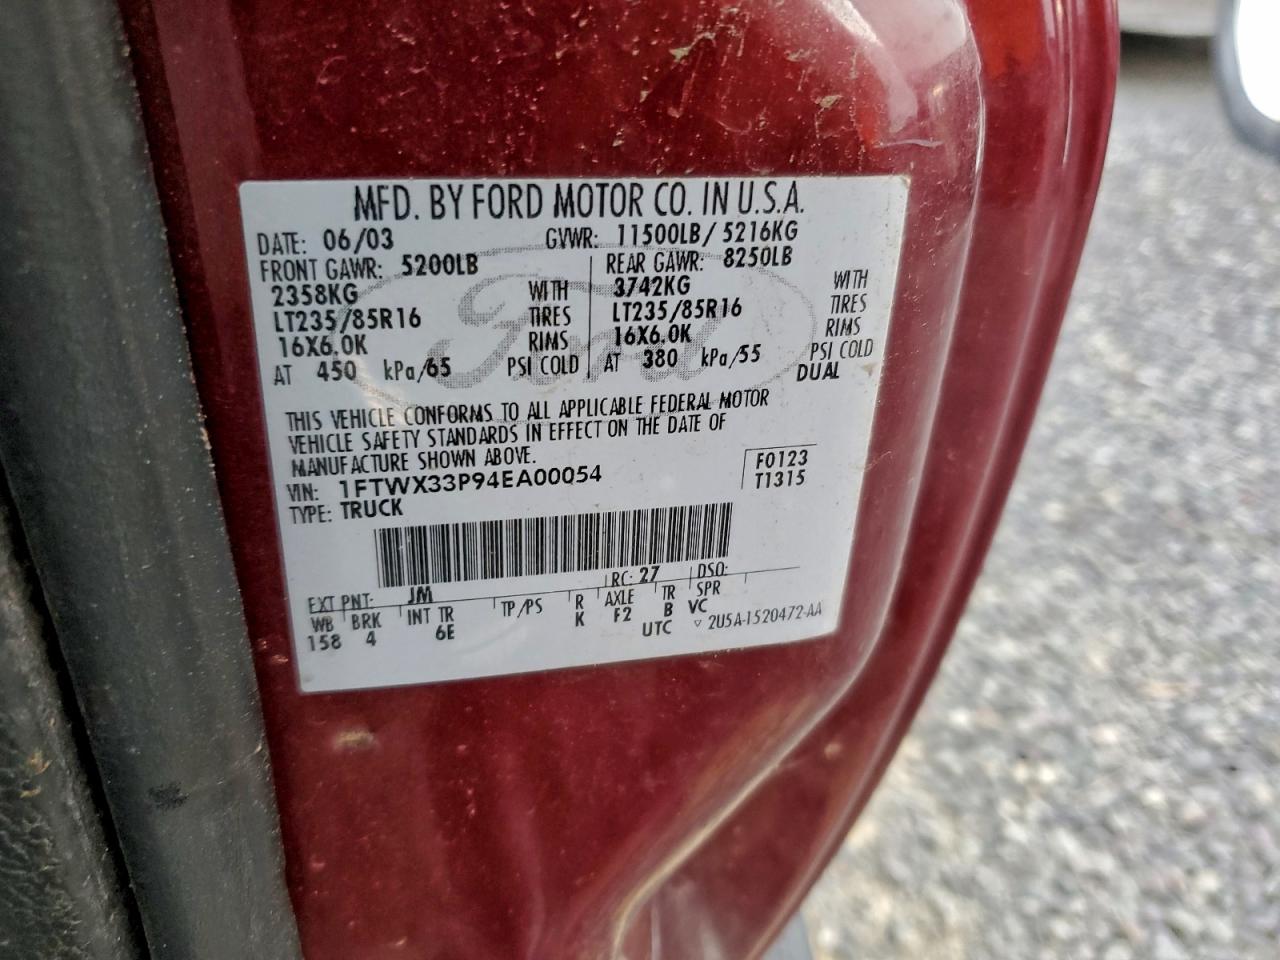 MFD. BY FORD MOTOR CO. IN U.S.A.
DATE: 06/03 GVWR: 11500LB/ 5216KG
FRONT GAWR: 5200LB REAR GAWR: 8250LB
2358KG WITH 3742KG WITH
LT235/85R16 TIRES LT235/85R16 TIRES
16X6.0K RIMS 16X6.0K RIMS
AT 450 kPa/65 PSI COLD AT 380 kPa/55 PSI COLD
DUAL
Ford
THIS VEHICLE CONFORMS TO ALL APPLICABLE FEDERAL MOTOR
VEHICLE SAFETY STANDARDS IN EFFECT ON THE DATE OF
MANUFACTURE SHOWN ABOVE.
VIN: 1FTWX33P94EA00054
F0123
T1315
TYPE: TRUCK
EXT PNT: JM RC: 27 DSO:
WB BRK INT TR TP/PS R AXLE TR SPR
158 4 6E K F2 B VC
UTC ▽ 2U5A-1520472-AA